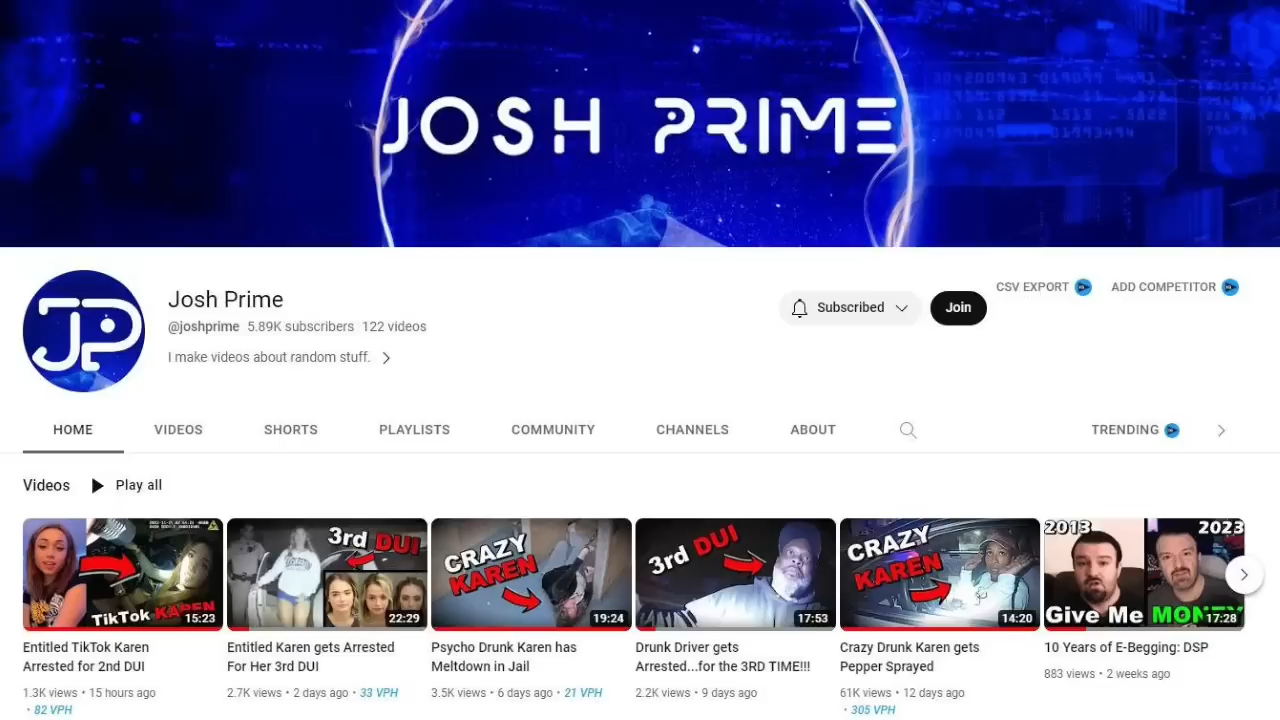 JOSH PRIME
JP
Josh Prime
@joshprime 5.89K subscribers 122 videos
I make videos about random stuff.
Subscribed
Join
CSV EXPORT
ADD COMPETITOR
HOME VIDEOS SHORTS PLAYLISTS COMMUNITY CHANNELS ABOUT TRENDING
Videos Play all
TikTok KAREN
15:23
3rd DUI
22:29
CRAZY
KAREN
19:24
3rd DUI
17:53
CRAZY
KAREN
14:20
2013 2023
Give Me MONEY
17:28
Entitled TikTok Karen
Arrested for 2nd DUI
1.3K views • 15 hours ago
• 82 VPH
Entitled Karen gets Arrested
For Her 3rd DUI
2.7K views • 2 days ago • 33 VPH
Psycho Drunk Karen has
Meltdown in Jail
3.5K views • 6 days ago • 21 VPH
Drunk Driver gets
Arrested...for the 3RD TIME!!!
2.2K views • 9 days ago
Crazy Drunk Karen gets
Pepper Sprayed
61K views • 12 days ago
• 305 VPH
10 Years of E-Begging: DSP
883 views • 2 weeks ago